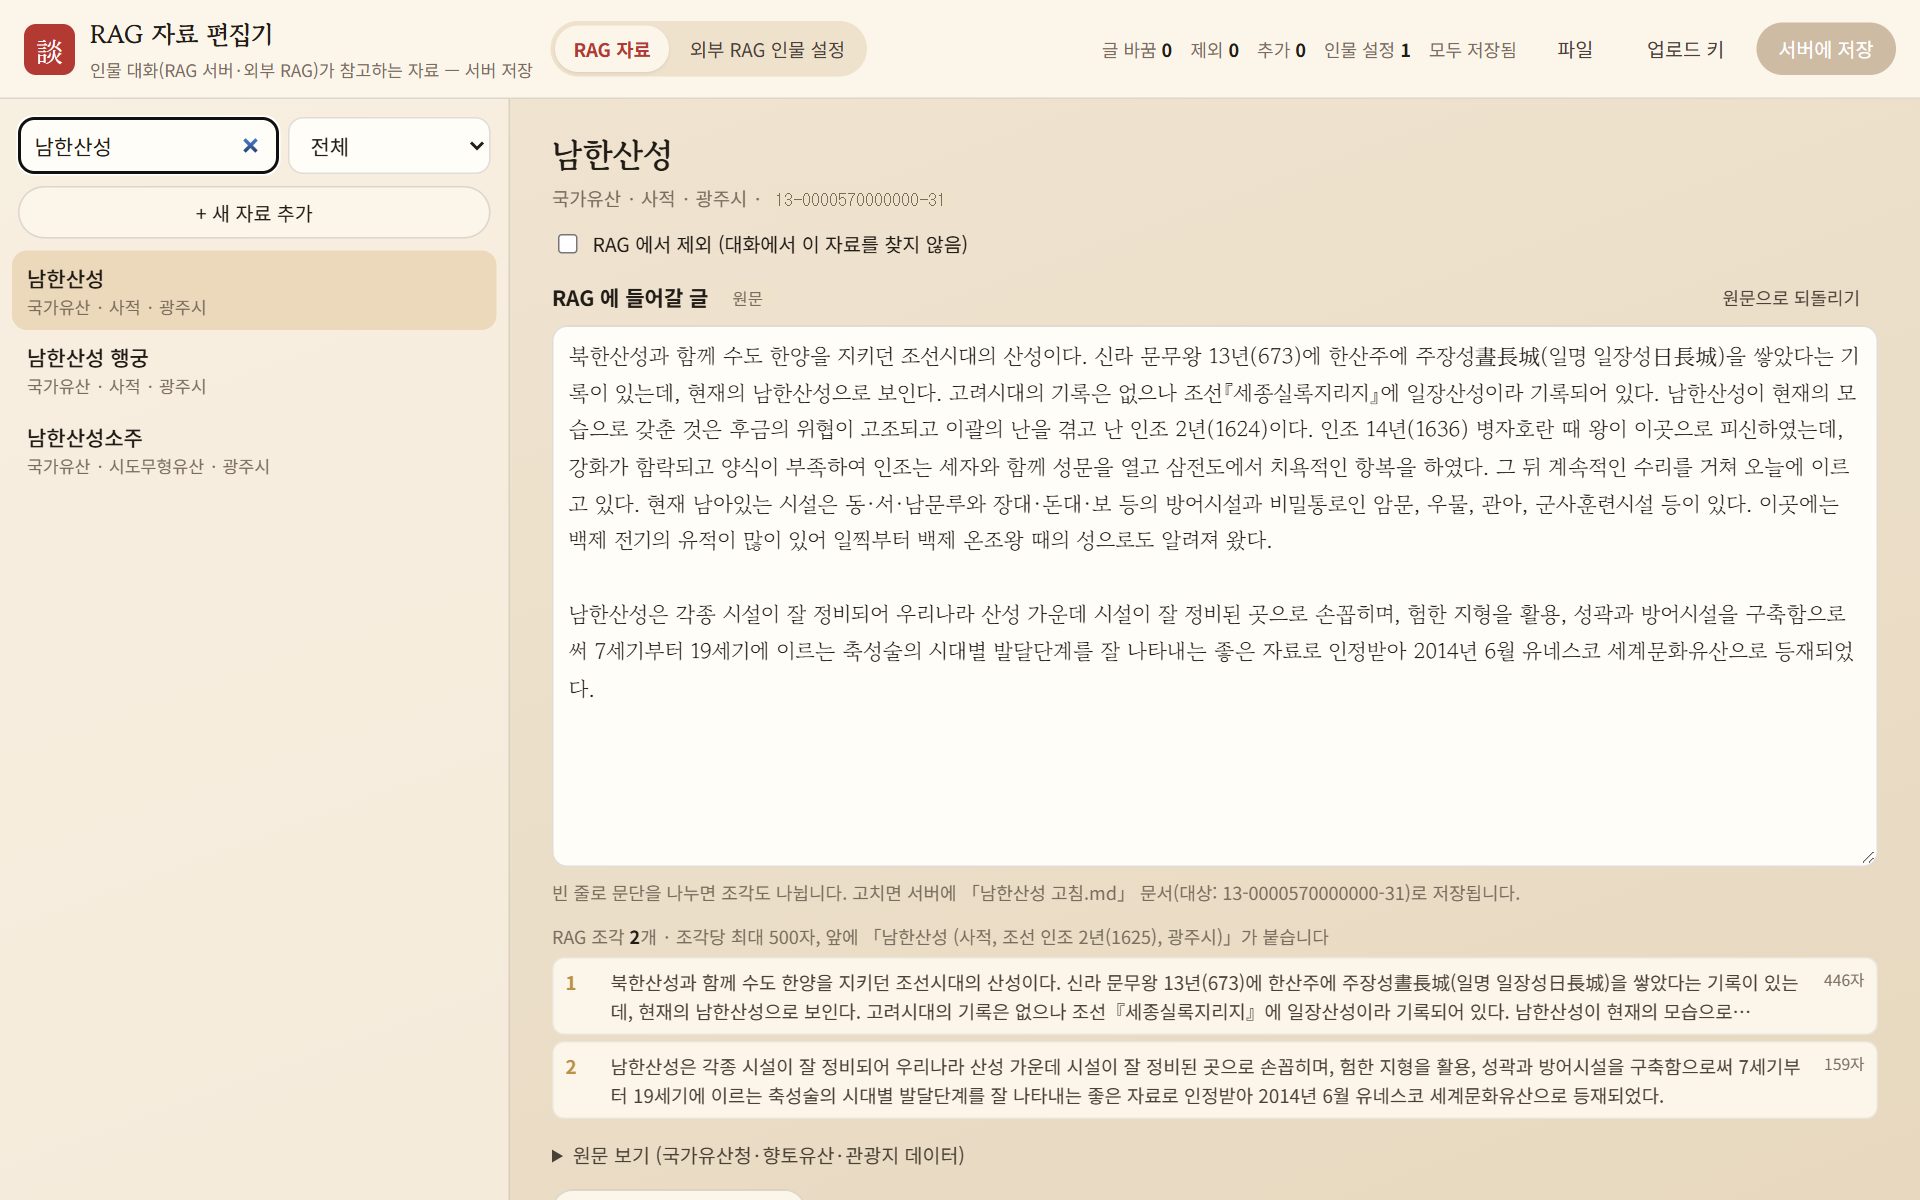 談
RAG 자료 편집기
인물 대화(RAG 서버·외부 RAG)가 참고하는 자료 — 서버 저장
RAG 자료
외부 RAG 인물 설정
글 바꿈 0 제외 0 추가 0 인물 설정 1 모두 저장됨
파일
업로드 키
서버에 저장
남한산성
전체
+ 새 자료 추가
남한산성
국가유산 · 사적 · 광주시
남한산성 행궁
국가유산 · 사적 · 광주시
남한산성소주
국가유산 · 시도무형유산 · 광주시
남한산성
국가유산 · 사적 · 광주시 · 13-0000570000000-31
RAG 에서 제외 (대화에서 이 자료를 찾지 않음)
RAG 에 들어갈 글 원문
원문으로 되돌리기
북한산성과 함께 수도 한양을 지키던 조선시대의 산성이다. 신라 문무왕 13년(673)에 한산주에 주장성晝長城(일명 일장성日長城)을 쌓았다는 기
록이 있는데, 현재의 남한산성으로 보인다. 고려시대의 기록은 없으나 조선『세종실록지리지』에 일장산성이라 기록되어 있다. 남한산성이 현재의 모
습으로 갖춘 것은 후금의 위협이 고조되고 이괄의 난을 겪고 난 인조 2년(1624)이다. 인조 14년(1636) 병자호란 때 왕이 이곳으로 피신하였는데,
강화가 함락되고 양식이 부족하여 인조는 세자와 함께 성문을 열고 삼전도에서 치욕적인 항복을 하였다. 그 뒤 계속적인 수리를 거쳐 오늘에 이르
고 있다. 현재 남아있는 시설은 동·서·남문루와 장대·돈대·보 등의 방어시설과 비밀통로인 암문, 우물, 관아, 군사훈련시설 등이 있다. 이곳에는
백제 전기의 유적이 많이 있어 일찍부터 백제 온조왕 때의 성으로도 알려져 왔다.
남한산성은 각종 시설이 잘 정비되어 우리나라 산성 가운데 시설이 잘 정비된 곳으로 손꼽히며, 험한 지형을 활용, 성곽과 방어시설을 구축함으로
써 7세기부터 19세기에 이르는 축성술의 시대별 발달단계를 잘 나타내는 좋은 자료로 인정받아 2014년 6월 유네스코 세계문화유산으로 등재되었
다.
빈 줄로 문단을 나누면 조각도 나뉩니다. 고치면 서버에 「남한산성 고침.md」 문서(대상: 13-0000570000000-31)로 저장됩니다.
RAG 조각 2개 · 조각당 최대 500자, 앞에 「남한산성 (사적, 조선 인조 2년(1625), 광주시)」가 붙습니다
1 북한산성과 함께 수도 한양을 지키던 조선시대의 산성이다. 신라 문무왕 13년(673)에 한산주에 주장성晝長城(일명 일장성日長城)을 쌓았다는 기록이 있는 446자
데, 현재의 남한산성으로 보인다. 고려시대의 기록은 없으나 조선『세종실록지리지』에 일장산성이라 기록되어 있다. 남한산성이 현재의 모습으로…
2 남한산성은 각종 시설이 잘 정비되어 우리나라 산성 가운데 시설이 잘 정비된 곳으로 손꼽히며, 험한 지형을 활용, 성곽과 방어시설을 구축함으로써 7세기부 159자
터 19세기에 이르는 축성술의 시대별 발달단계를 잘 나타내는 좋은 자료로 인정받아 2014년 6월 유네스코 세계문화유산으로 등재되었다.
원문 보기 (국가유산청·향토유산·관광지 데이터)